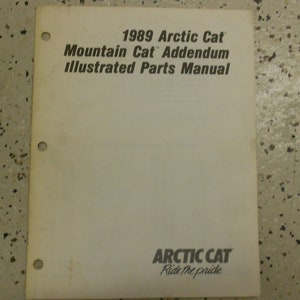 1989 Arctic Cat
Mountain Cat Addendum
Illustrated Parts Manual
ARCTIC CAT
Ride the pride